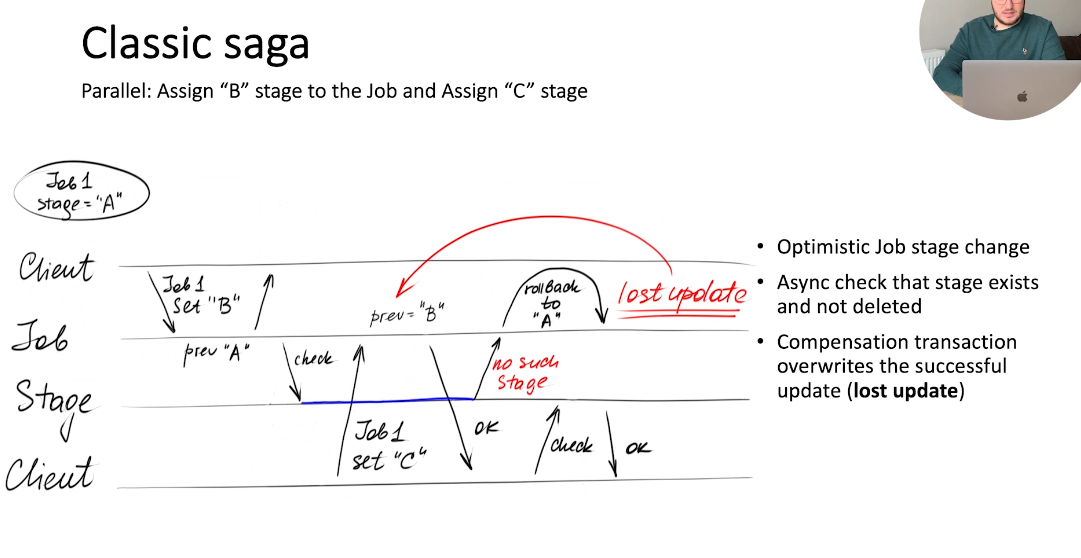 Classic saga
Parallel: Assign “B” stage to the Job and Assign “C” stage
Job 1
stage = "A"
Client
Job
Stage
Client
Job 1
Set "B"
prev "A"
check
Job 1
set "C"
prev = "B"
OK
no such
stage
rollback
to
"A"
check
OK
lost update
• Optimistic Job stage change
• Async check that stage exists
and not deleted
• Compensation transaction
overwrites the successful
update (lost update)